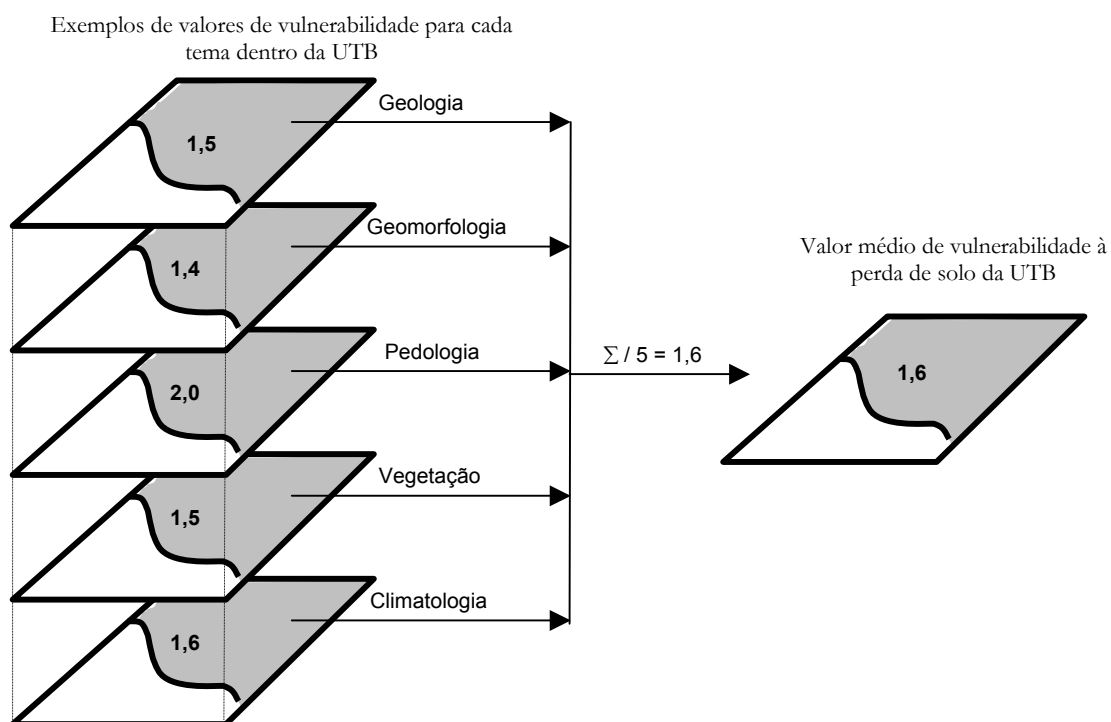 Exemplos de valores de vulnerabilidade para cada
tema dentro da UTB
Geologia
1,5
Geomorfologia
1,4
Valor médio de vulnerabilidade à
perda de solo da UTB
Pedologia
2,0
∑ / 5 = 1,6
1,6
Vegetação
1,5
Climatologia
1,6